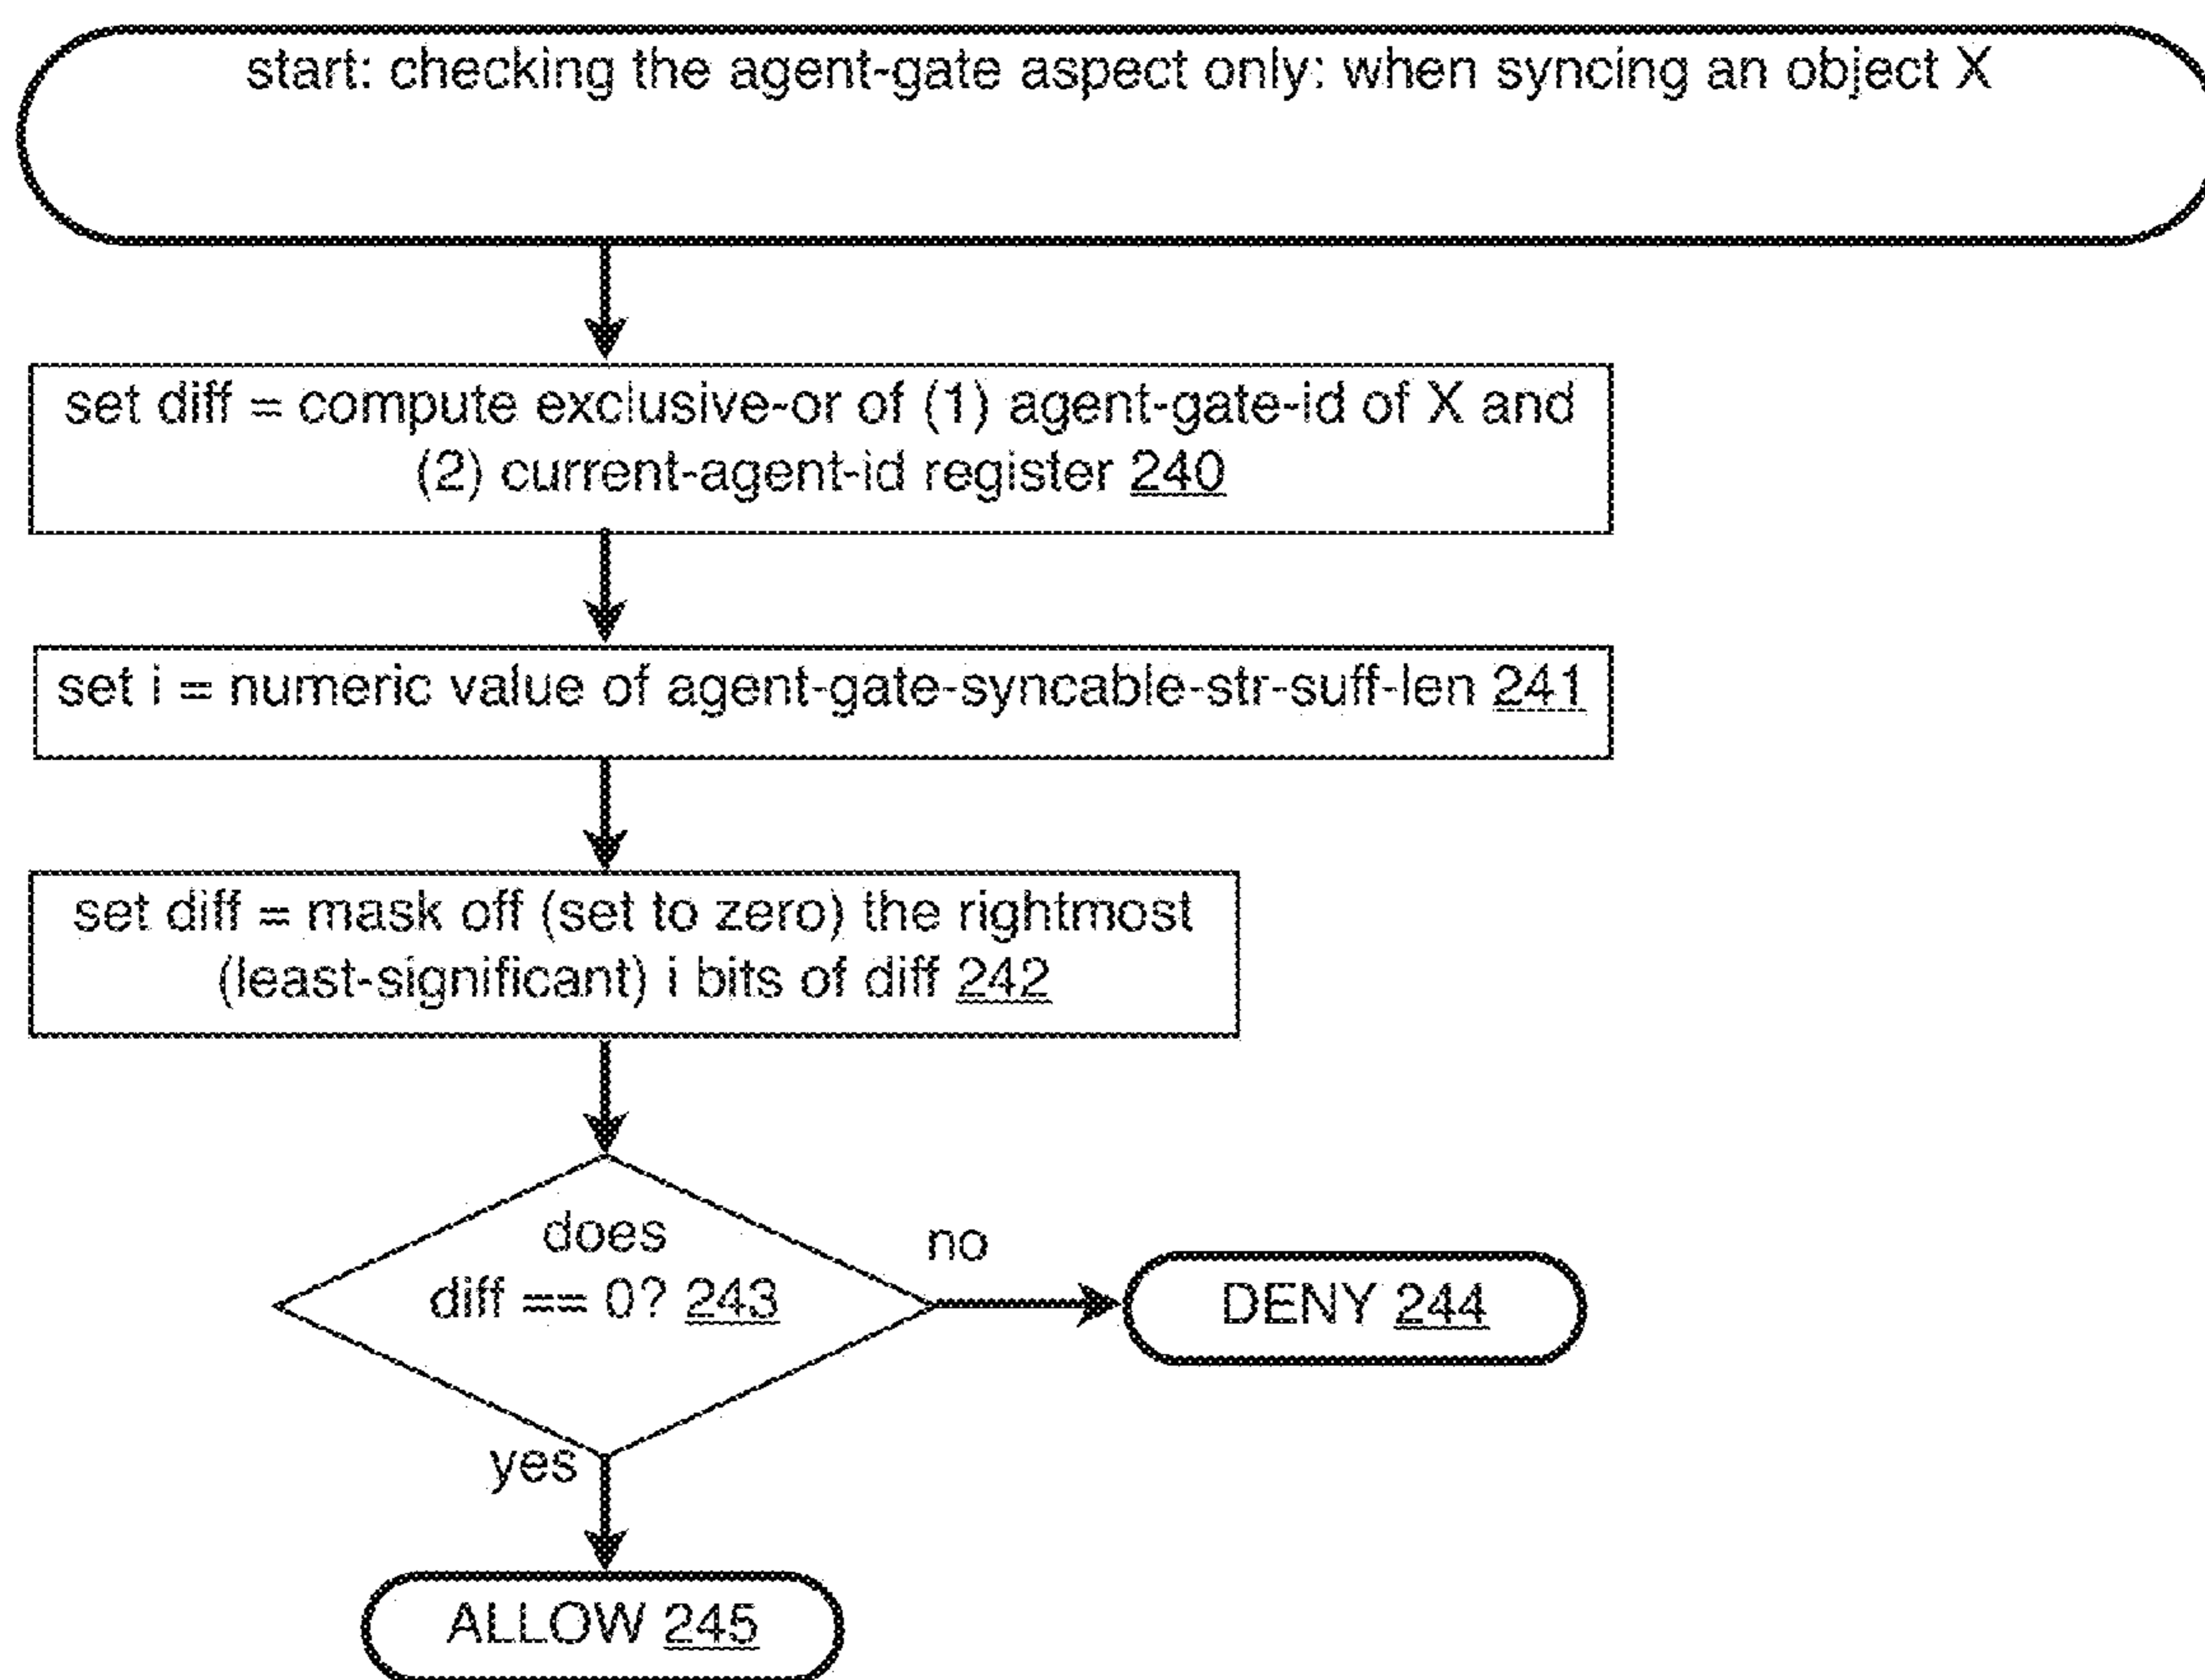 start: checking the agent-gate aspect only: when syncing an object X
set diff = compute exclusive-or of (1) agent-gate-id of X and
(2) current-agent-id register 240
set i = numeric value of agent-gate-syncable-str-suff-len 241
set diff = mask off (set to zero) the rightmost
(least-significant) i bits of diff 242
does
diff == 0? 243
no
DENY 244
yes
ALLOW 245